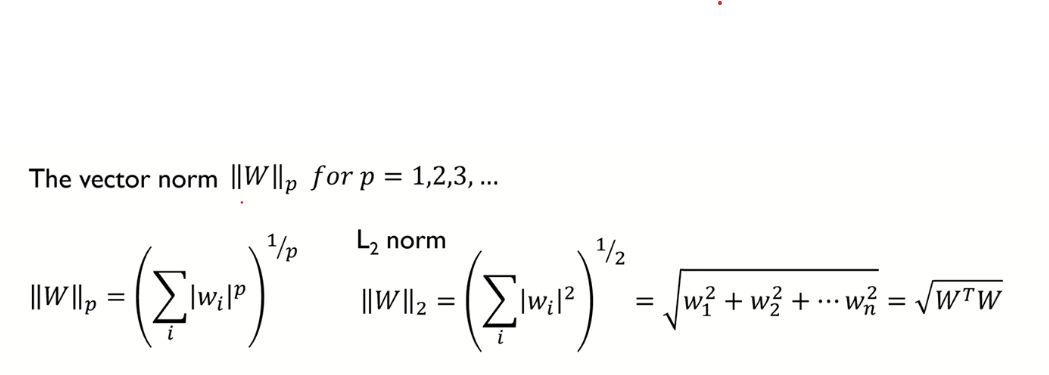 The vector norm ‖W‖ₚ for p = 1,2,3, …
L₂ norm
‖W‖ₚ = (∑ᵢ|wᵢ|ᵖ)^1/p
‖W‖₂ = (∑ᵢ|wᵢ|²)^1/2 = √(w₁² + w₂² + ⋯ wₙ²) = √(WᵀW)